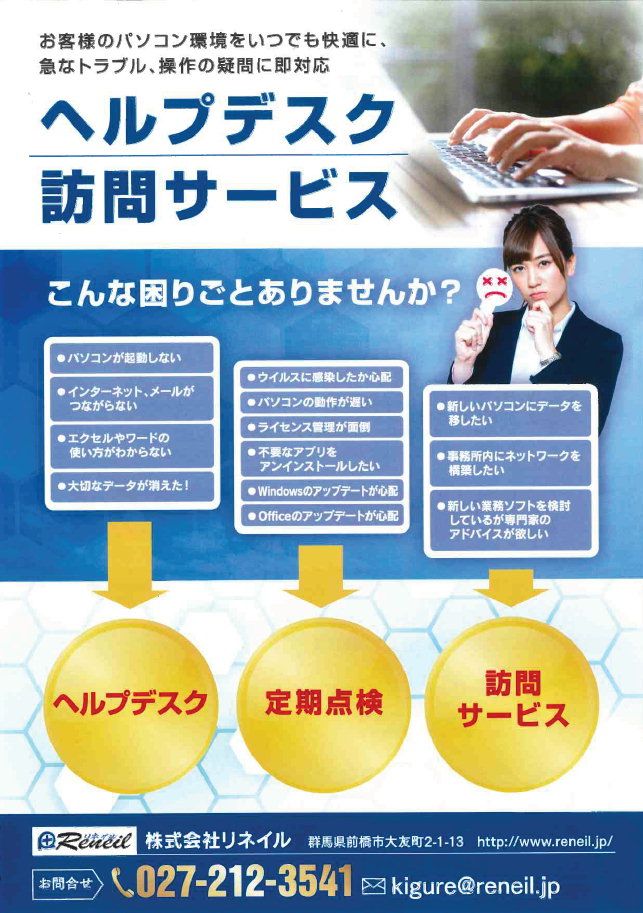 お客様のパソコン環境をいつでも快適に、
急なトラブル、操作の疑問に即対応
ヘルプデスク
訪問サービス
こんな困りごとありませんか?
●パソコンが起動しない
●インターネット、メールが
つながらない
●エクセルやワードの
使い方がわからない
●大切なデータが消えた!
●ウイルスに感染したか心配
●パソコンの動作が遅い
●ライセンス管理が面倒
●不要なアプリを
アンインストールしたい
●Windowsのアップデートが心配
●Officeのアップデートが心配
●新しいパソコンにデータを
移したい
●事務所内にネットワークを
構築したい
●新しい業務ソフトを検討
しているが専門家の
アドバイスが欲しい
ヘルプデスク
定期点検
訪問
サービス
リネイル
Reneil 株式会社リネイル 群馬県前橋市大友町2-1-13 http://www.reneil.jp/
お問合せ 027-212-3541 kigure@reneil.jp